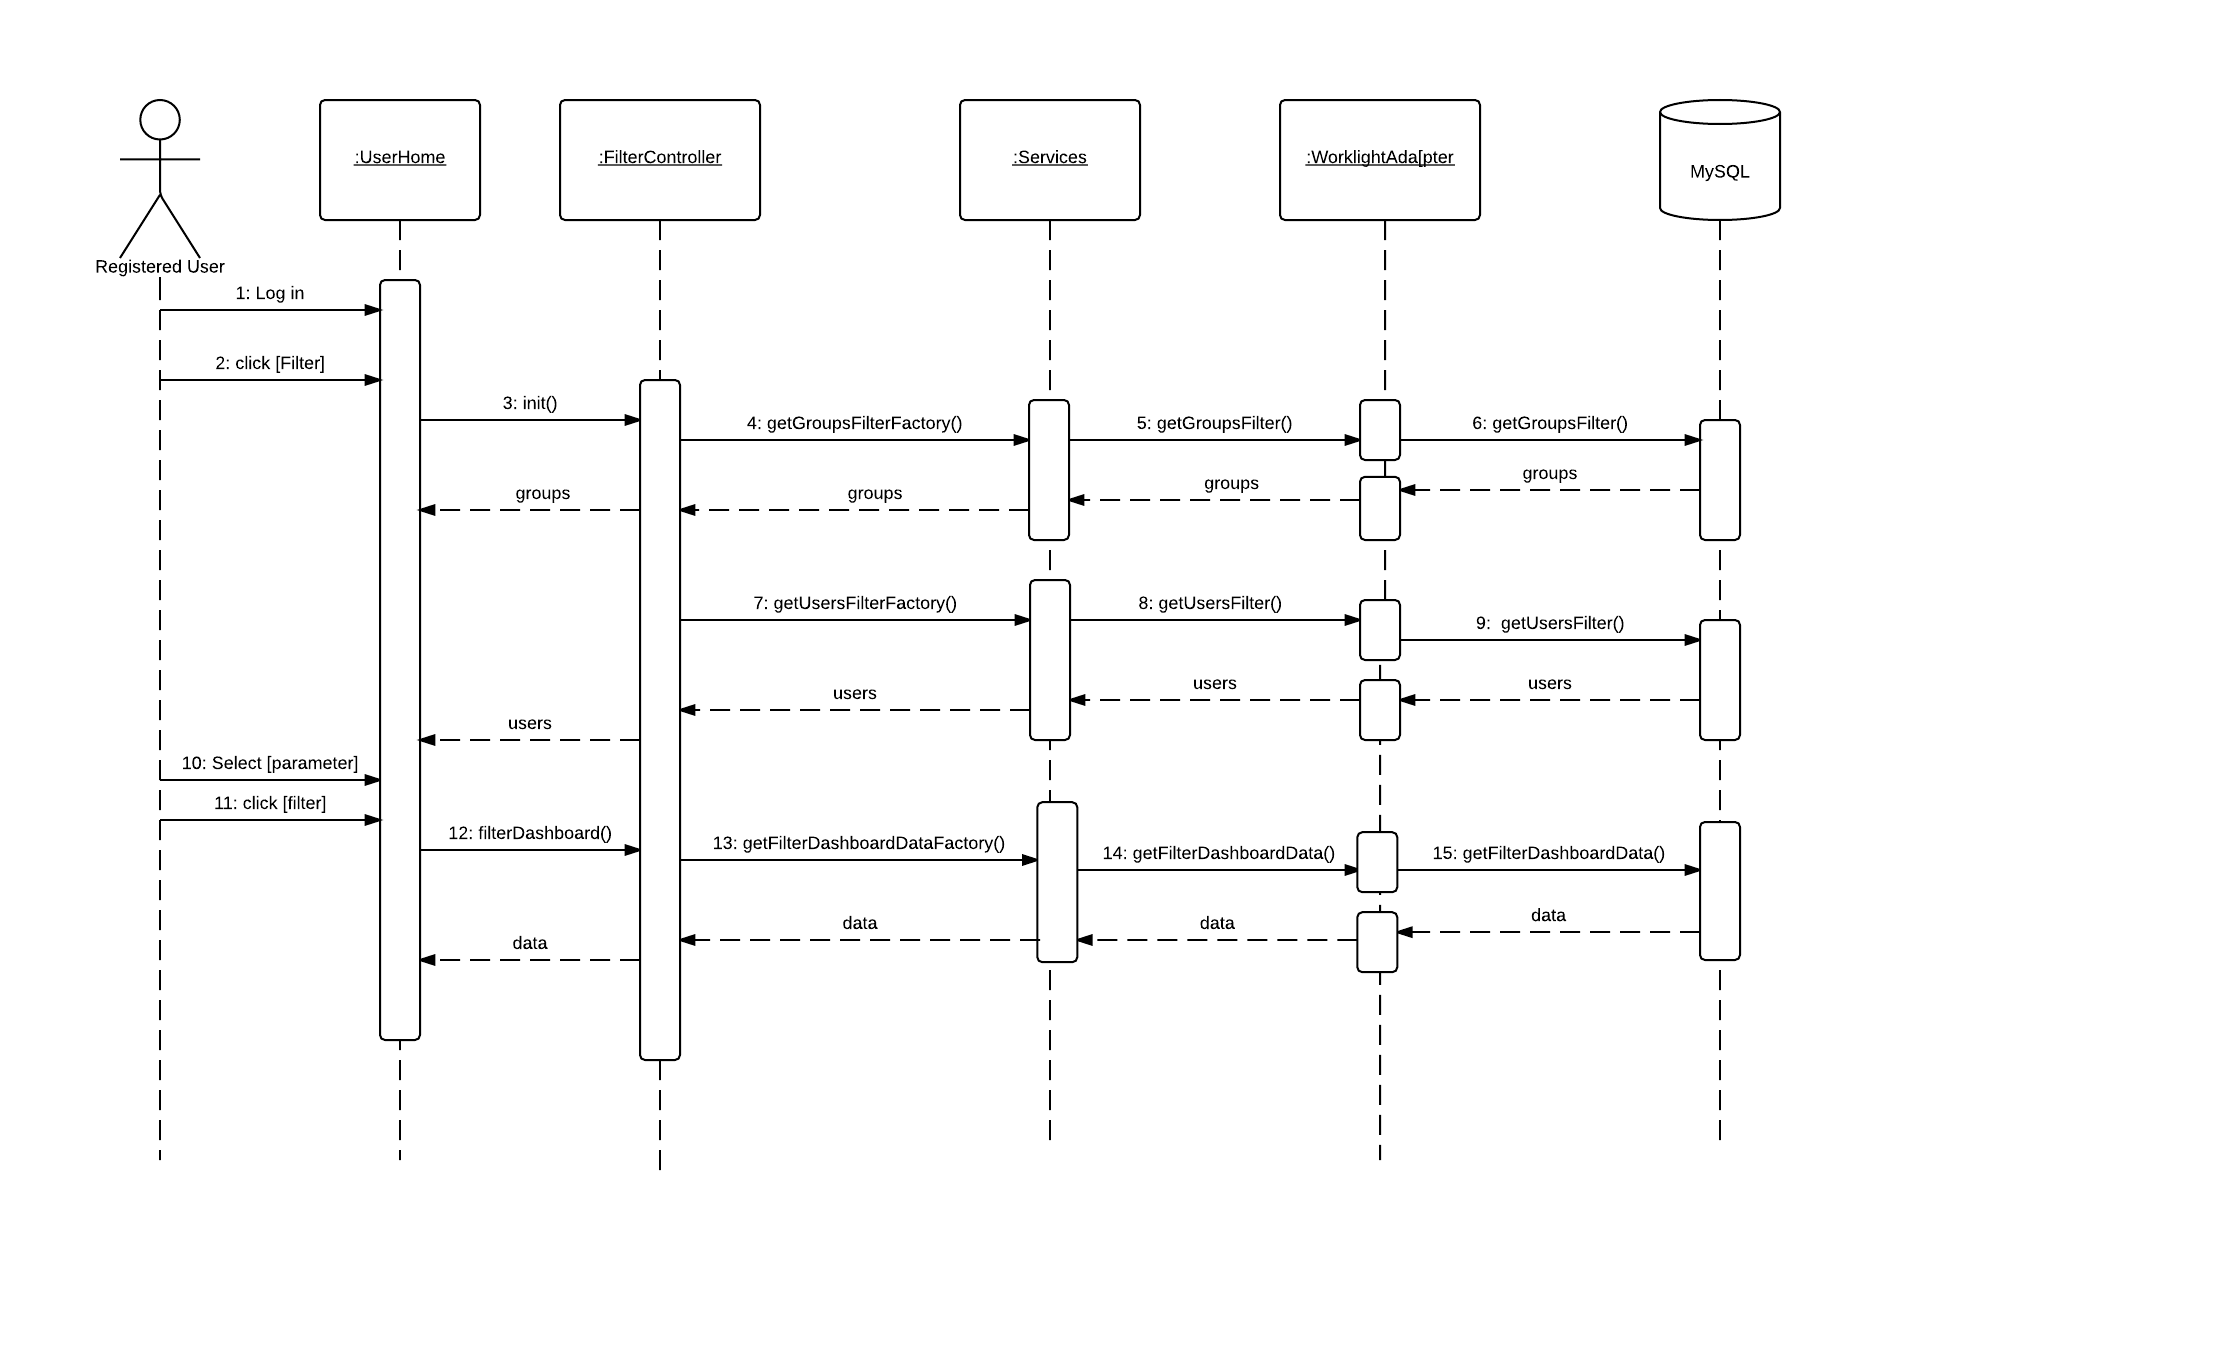 :UserHome
:FilterController
:Services
:WorklightAda[pter
MySQL
Registered User
1: Log in
2: click [Filter]
3: init()
4: getGroupsFilterFactory()
5: getGroupsFilter()
6: getGroupsFilter()
groups
groups
groups
groups
7: getUsersFilterFactory()
8: getUsersFilter()
9:  getUsersFilter()
users
users
users
users
10: Select [parameter]
11: click [filter]
12: filterDashboard()
13: getFilterDashboardDataFactory()
14: getFilterDashboardData()
15: getFilterDashboardData()
data
data
data
data